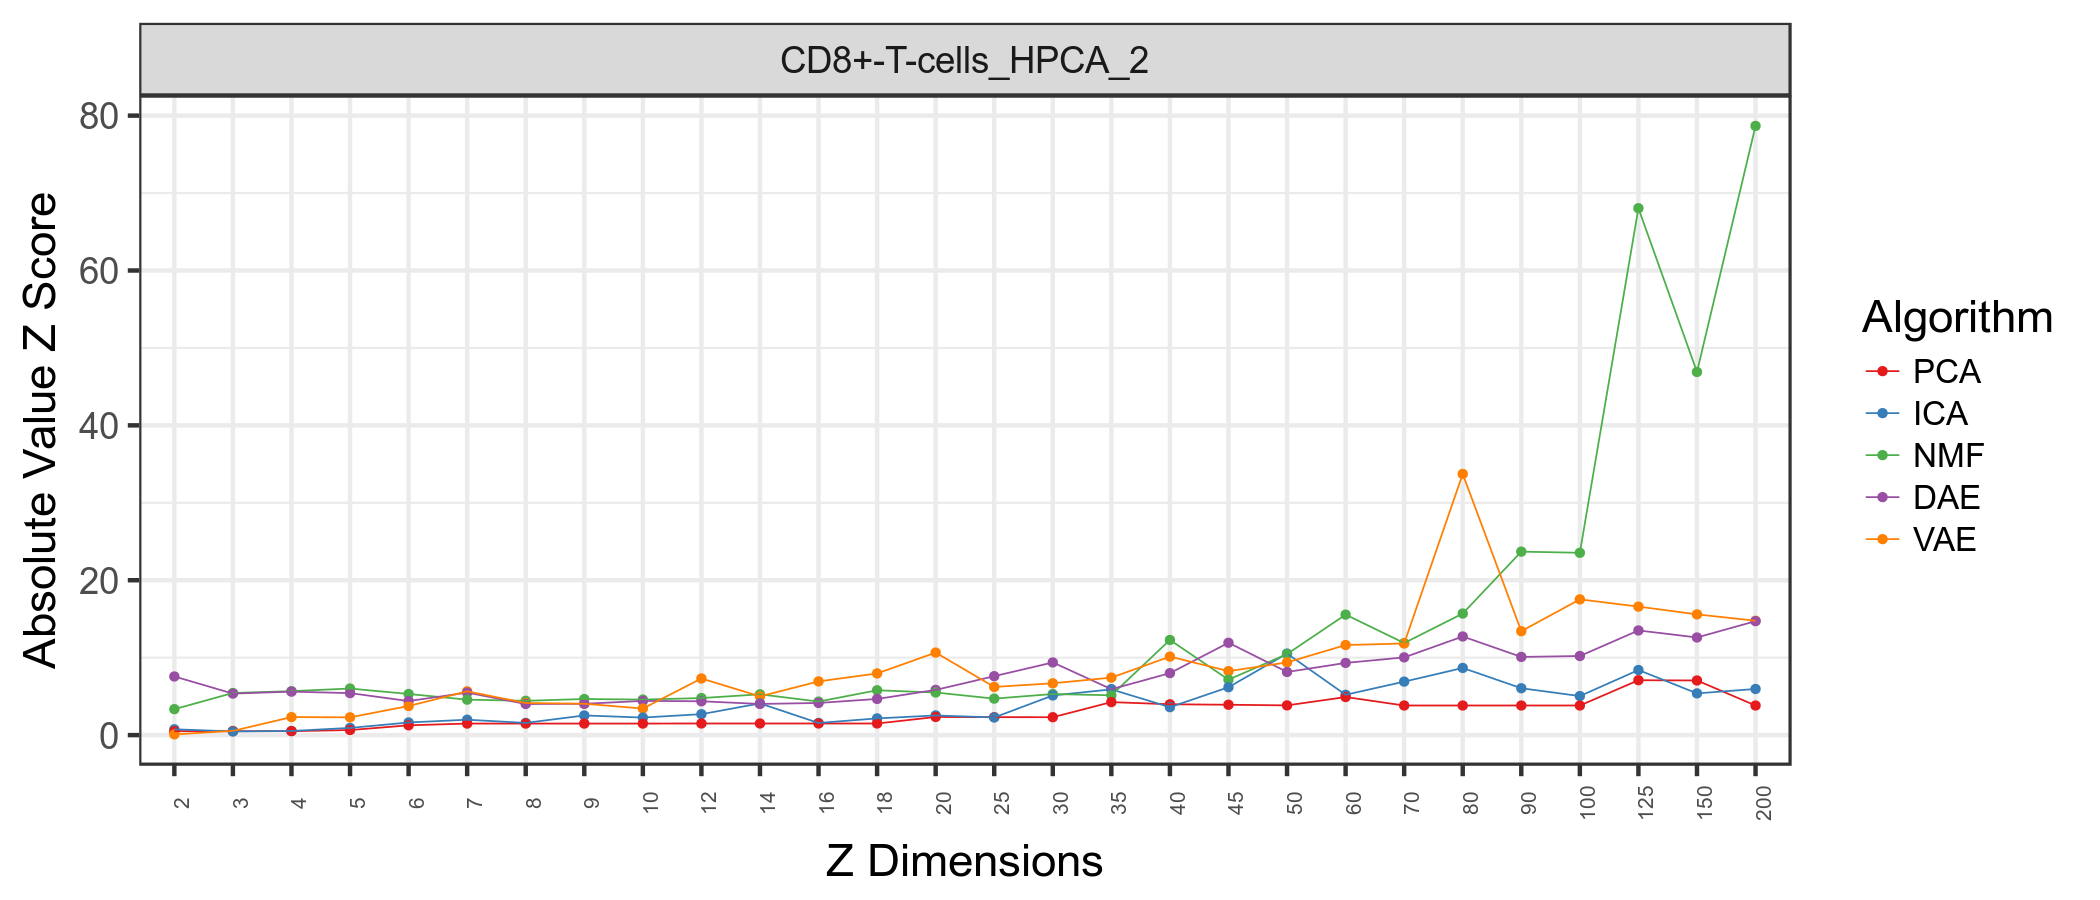 CD8+-T-cells_HPCA_2
80
60
40
20
0
Absolute Value Z Score
2 3 4 5 6 7 8 9 10 12 14 16 18 20 25 30 35 40 45 50 60 70 80 90 100 125 150 200
Z Dimensions
Algorithm
PCA
ICA
NMF
DAE
VAE